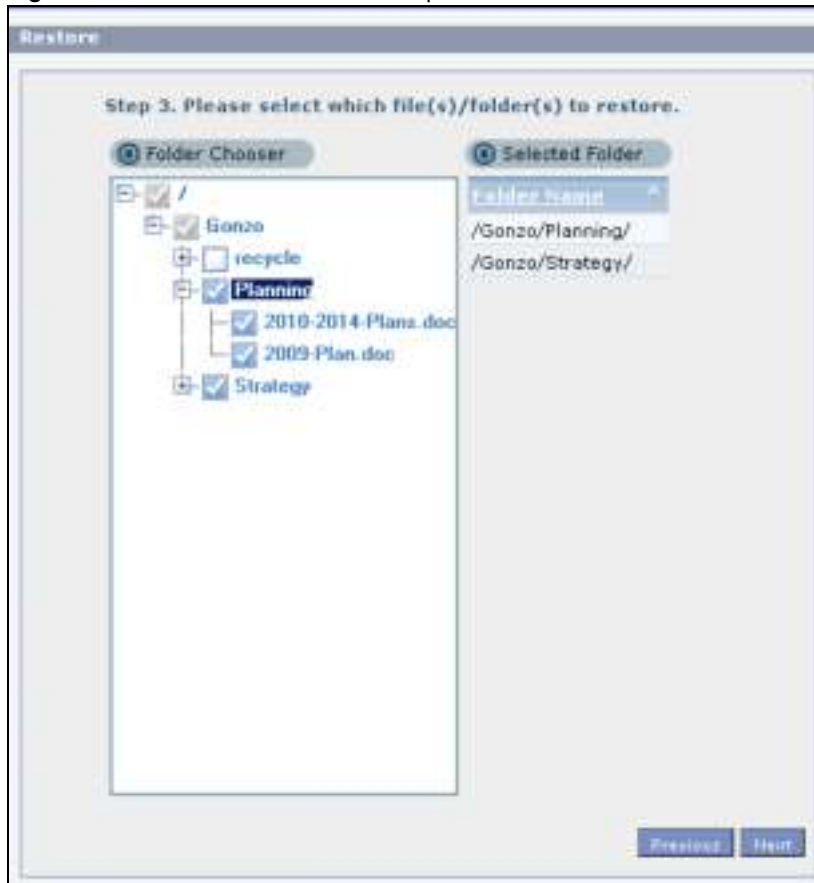 Restore
Step 3. Please select which file(s)/folder(s) to restore.
Folder Chooser
/
Gonzo
recycle
Planning
2010-2014-Plans.doc
2009-Plan.doc
Strategy
Selected Folder
Folder Name
/Gonzo/Planning/
/Gonzo/Strategy/
Previous Next